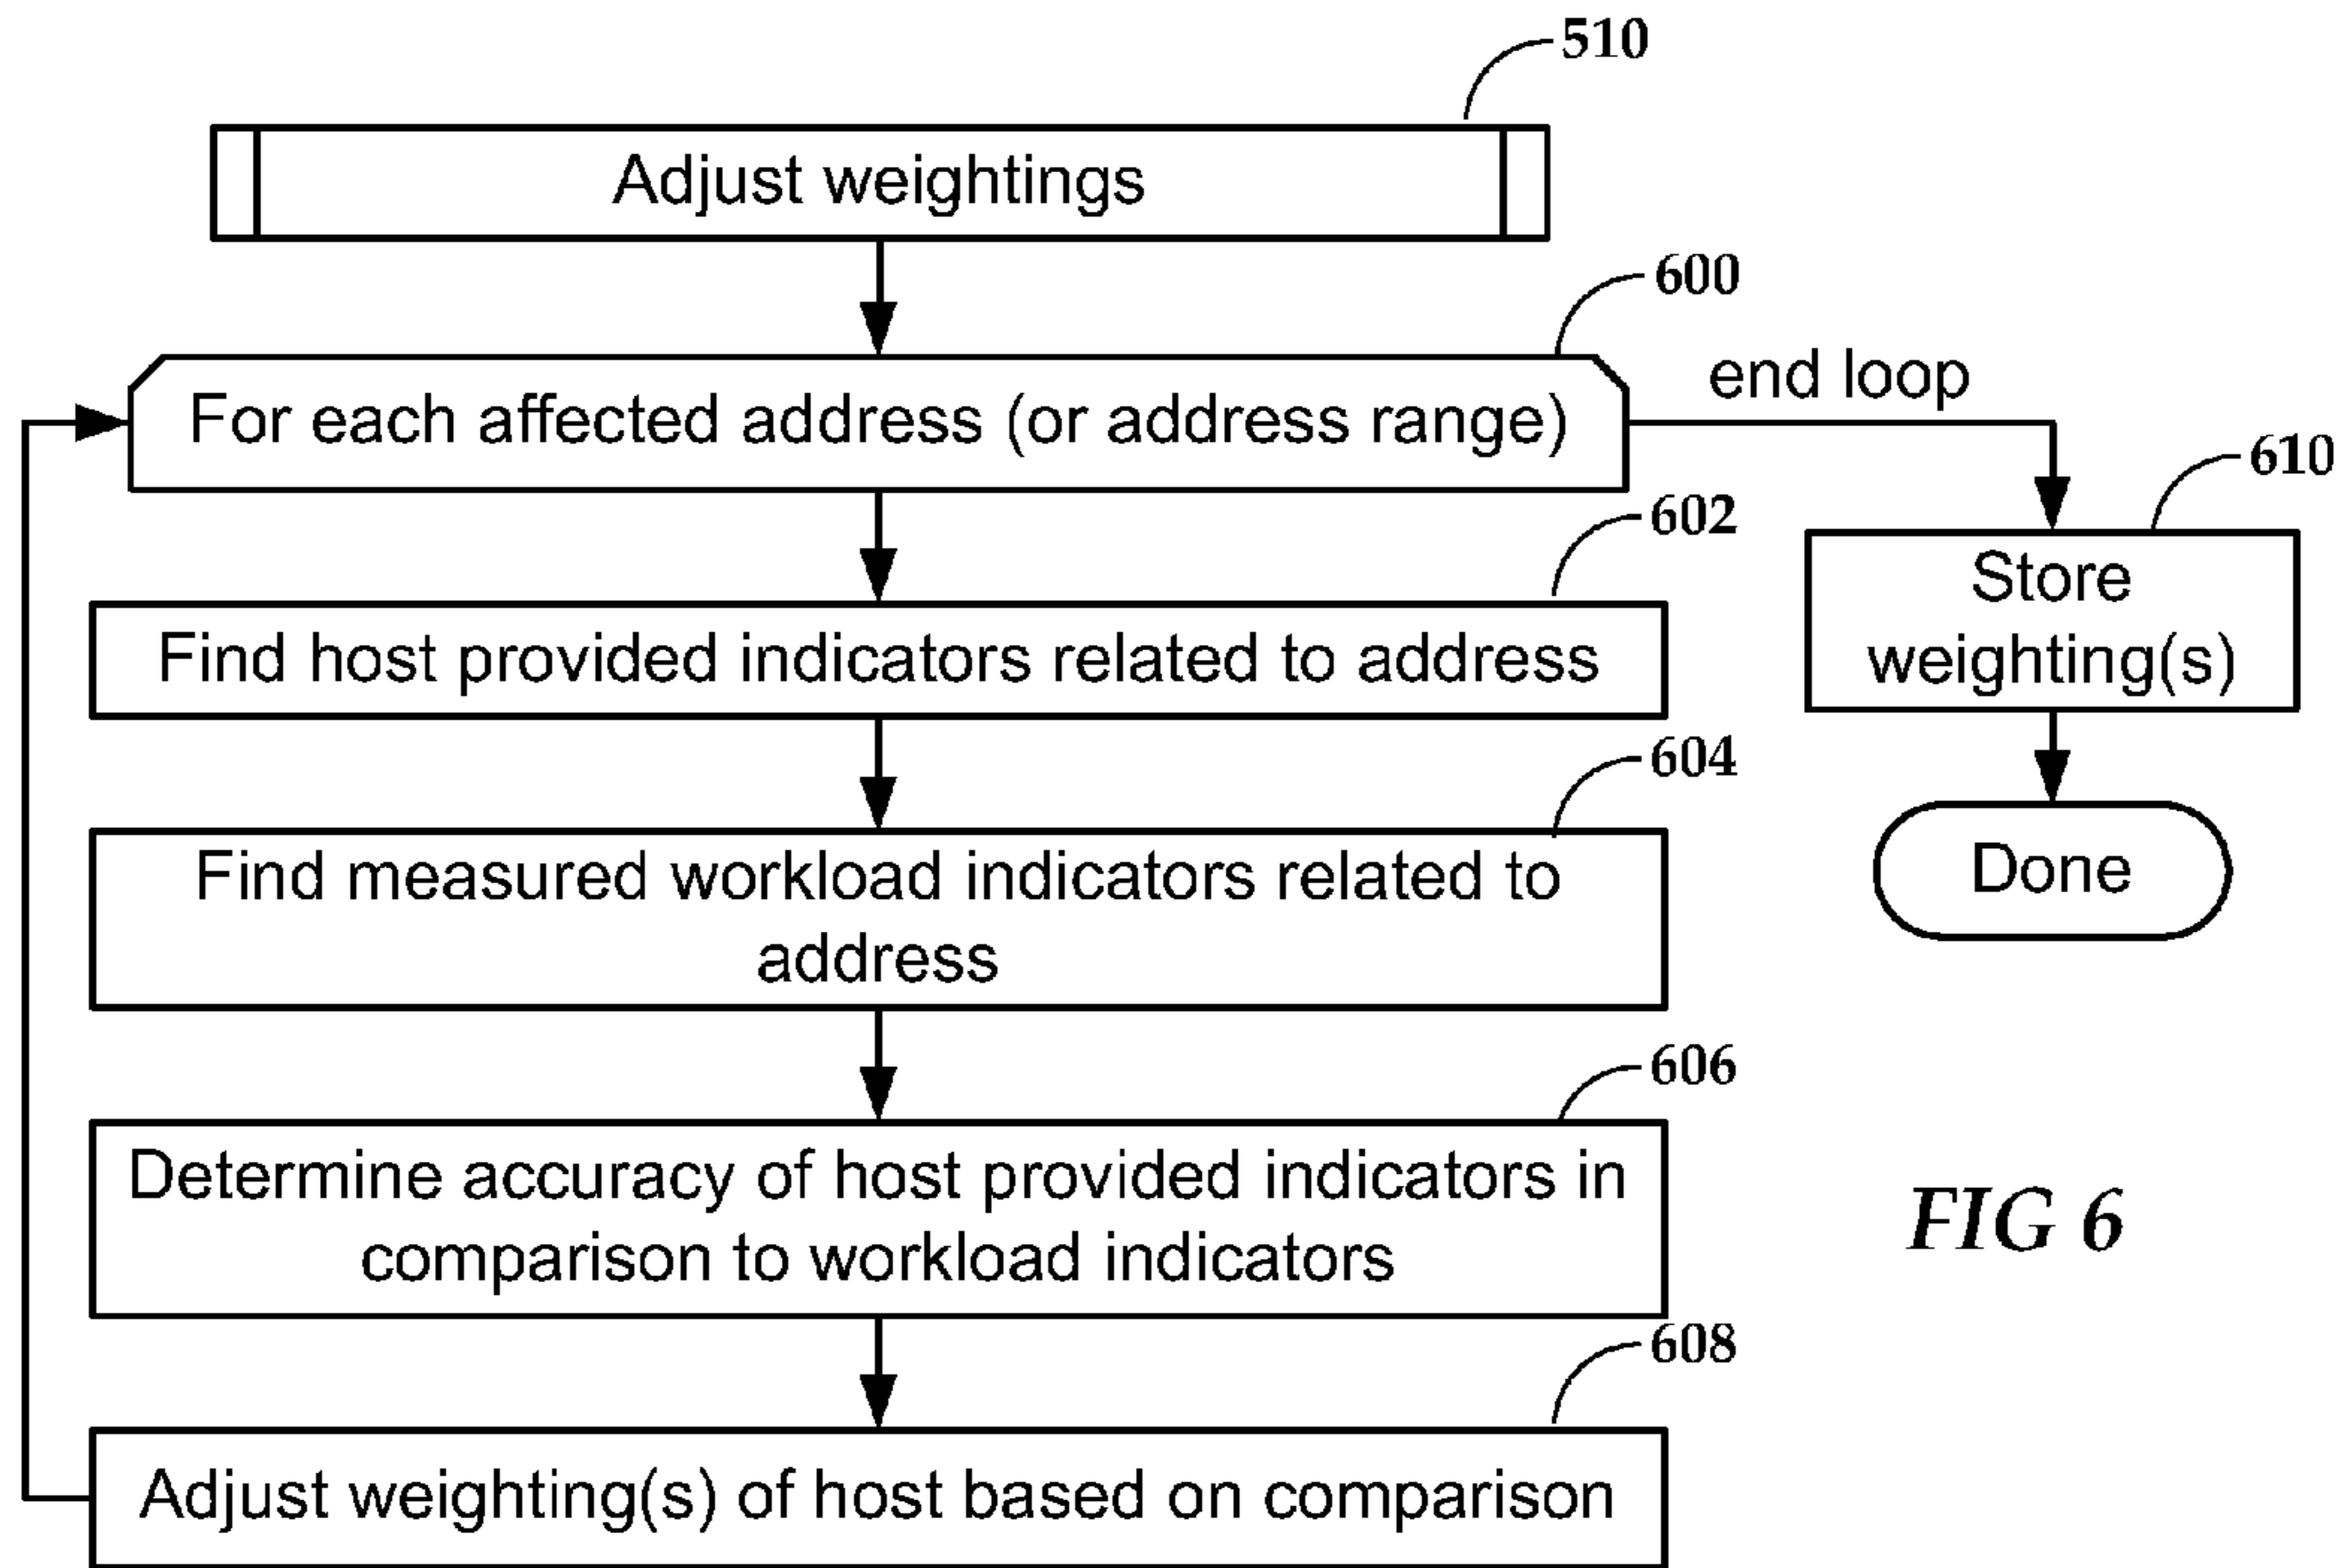 510
Adjust weightings
600
For each affected address (or address range)
end loop
602
610
Find host provided indicators related to address
Store
weighting(s)
604
Find measured workload indicators related to
address
Done
606
Determine accuracy of host provided indicators in
comparison to workload indicators
FIG 6
608
Adjust weighting(s) of host based on comparison